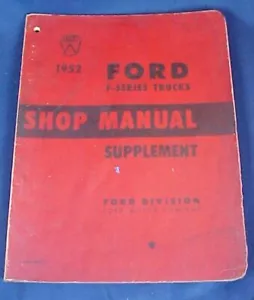 1952
FORD
F-SERIES TRUCKS
SHOP MANUAL
SUPPLEMENT
FORD DIVISION